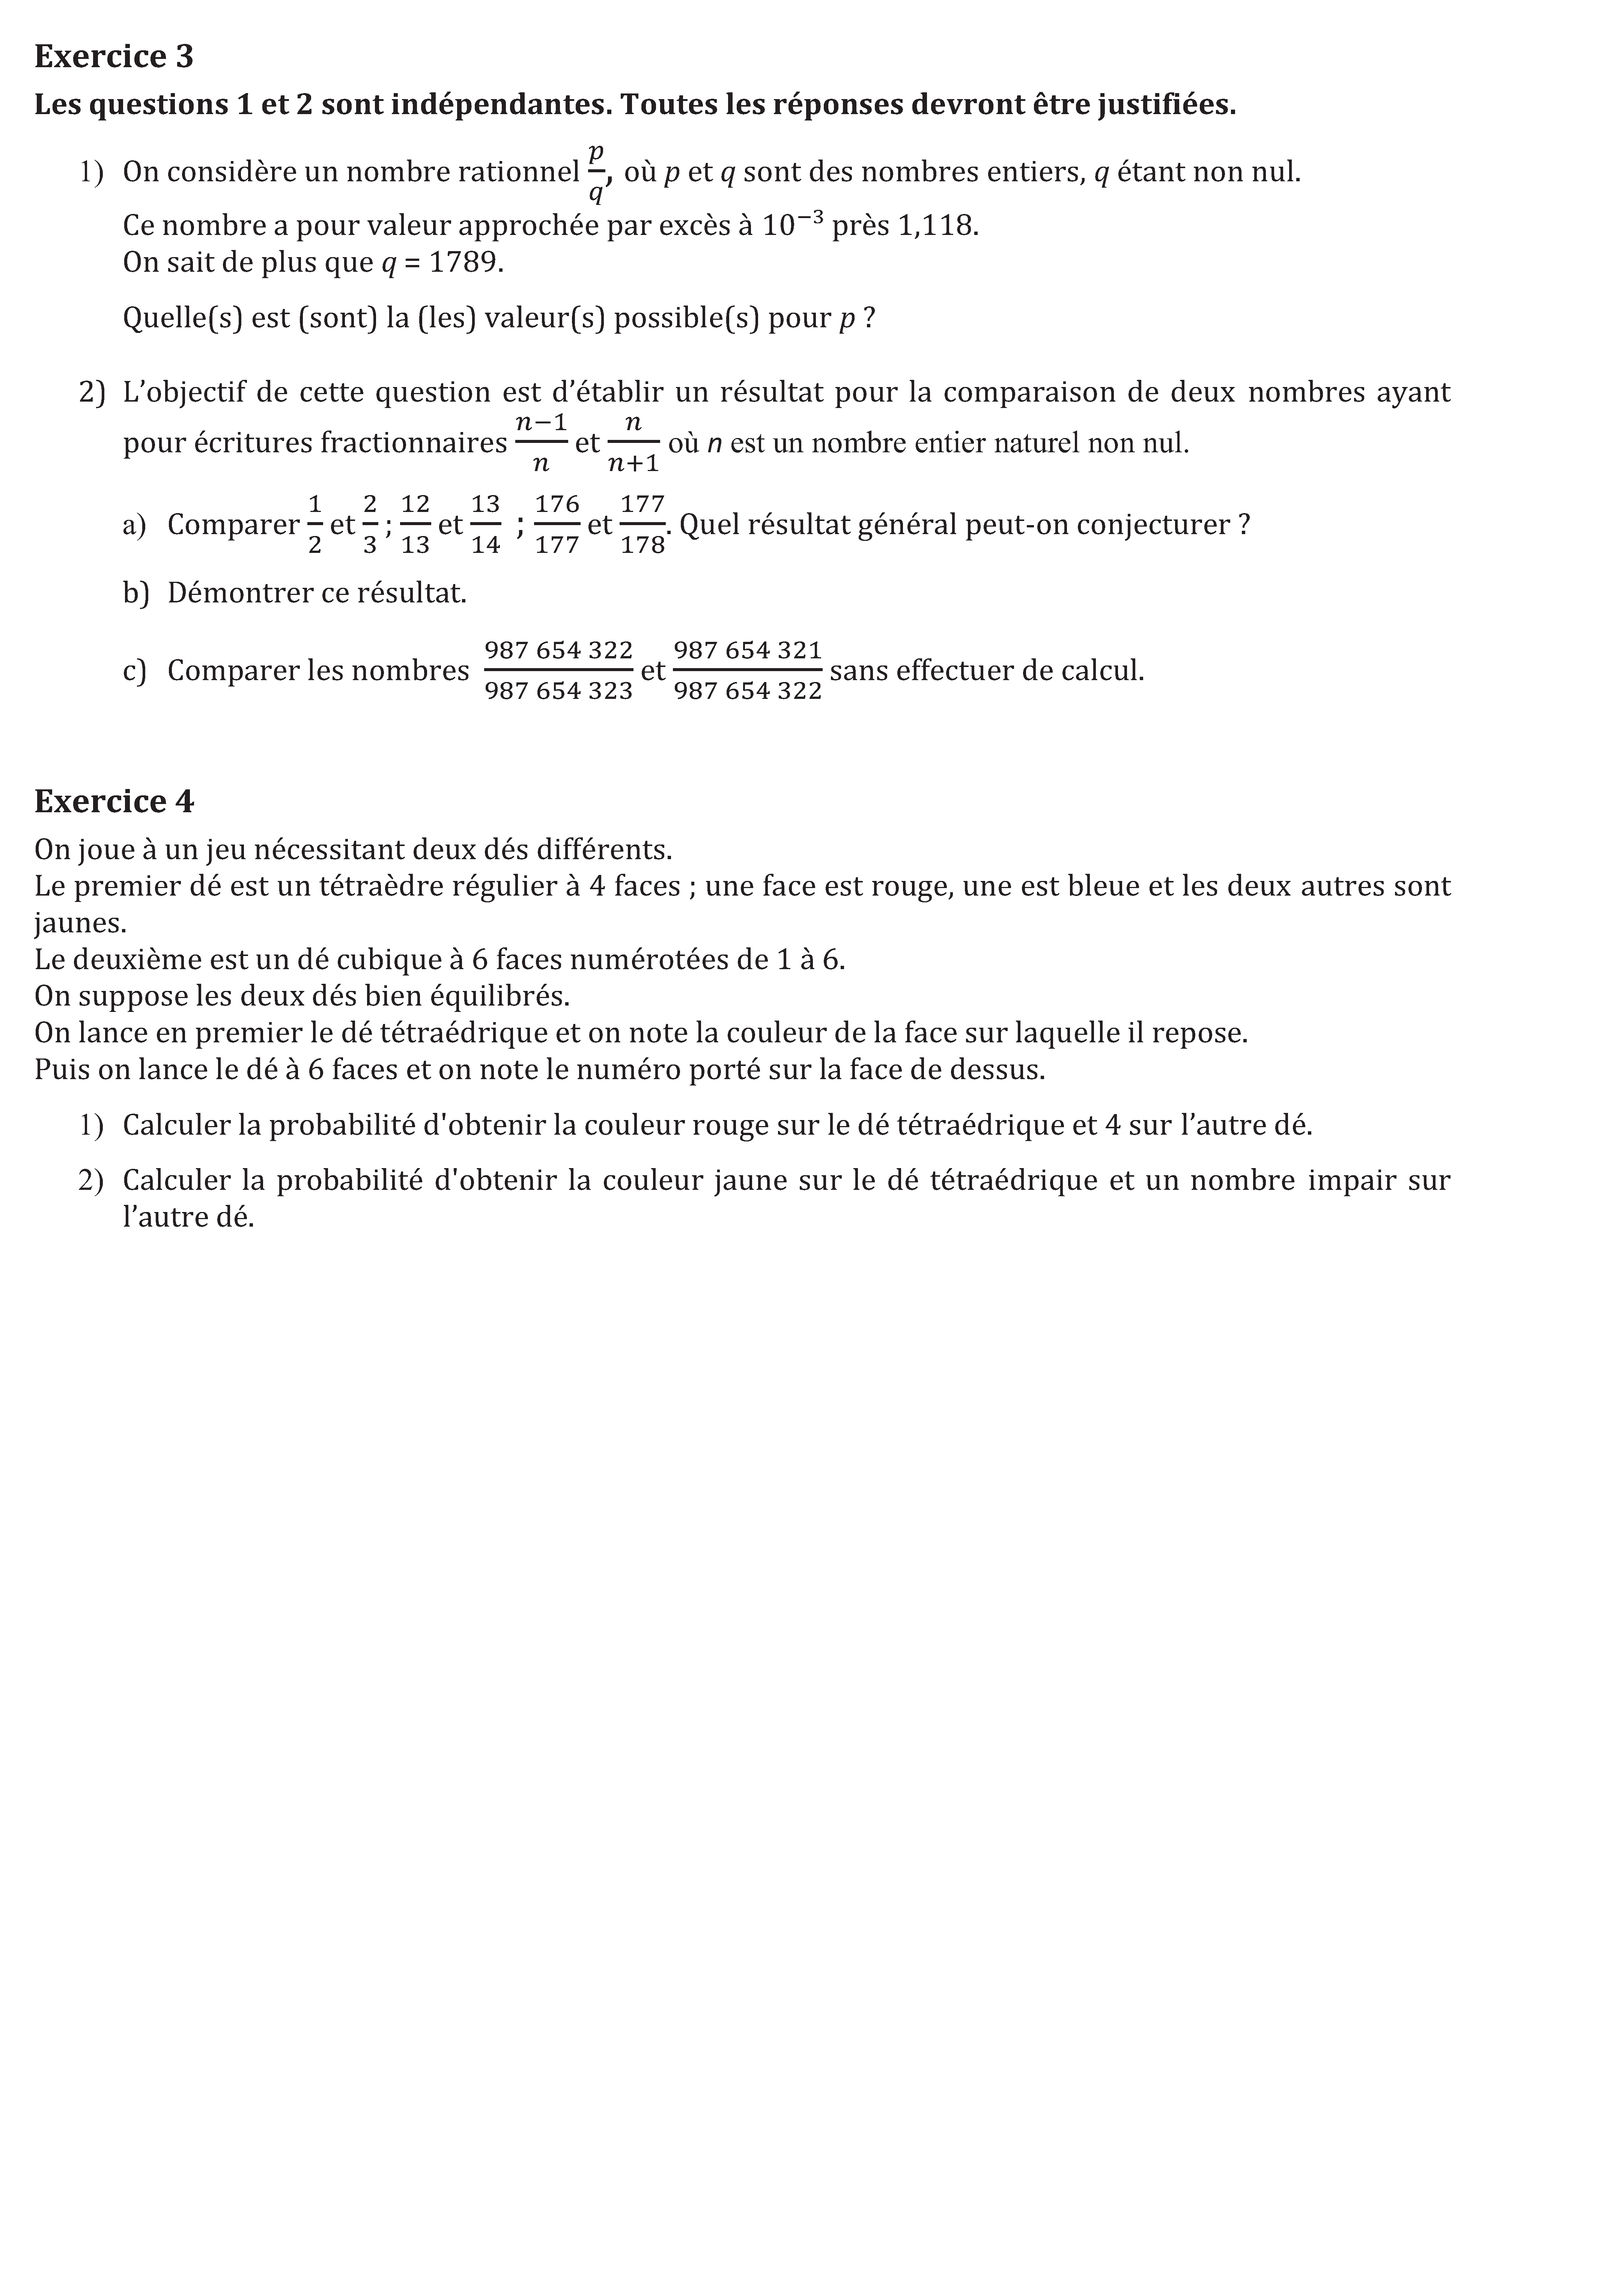 Exercice 3
Les questions 1 et 2 sont indépendantes. Toutes les réponses devront être justifiées.
1) On considère un nombre rationnel p/q, où p et q sont des nombres entiers, q étant non nul.
Ce nombre a pour valeur approchée par excès à 10⁻³ près 1,118.
On sait de plus que q = 1789.
Quelle(s) est (sont) la (les) valeur(s) possible(s) pour p ?
2) L’objectif de cette question est d’établir un résultat pour la comparaison de deux nombres ayant
pour écritures fractionnaires (n−1)/n et n/(n+1) où n est un nombre entier naturel non nul.
a) Comparer 1/2 et 2/3 ; 12/13 et 13/14 ; 176/177 et 177/178. Quel résultat général peut-on conjecturer ?
b) Démontrer ce résultat.
c) Comparer les nombres 987 654 322/987 654 323 et 987 654 321/987 654 322 sans effectuer de calcul.
Exercice 4
On joue à un jeu nécessitant deux dés différents.
Le premier dé est un tétraèdre régulier à 4 faces ; une face est rouge, une est bleue et les deux autres sont
jaunes.
Le deuxième est un dé cubique à 6 faces numérotées de 1 à 6.
On suppose les deux dés bien équilibrés.
On lance en premier le dé tétraédrique et on note la couleur de la face sur laquelle il repose.
Puis on lance le dé à 6 faces et on note le numéro porté sur la face de dessus.
1) Calculer la probabilité d'obtenir la couleur rouge sur le dé tétraédrique et 4 sur l’autre dé.
2) Calculer la probabilité d'obtenir la couleur jaune sur le dé tétraédrique et un nombre impair sur
l’autre dé.